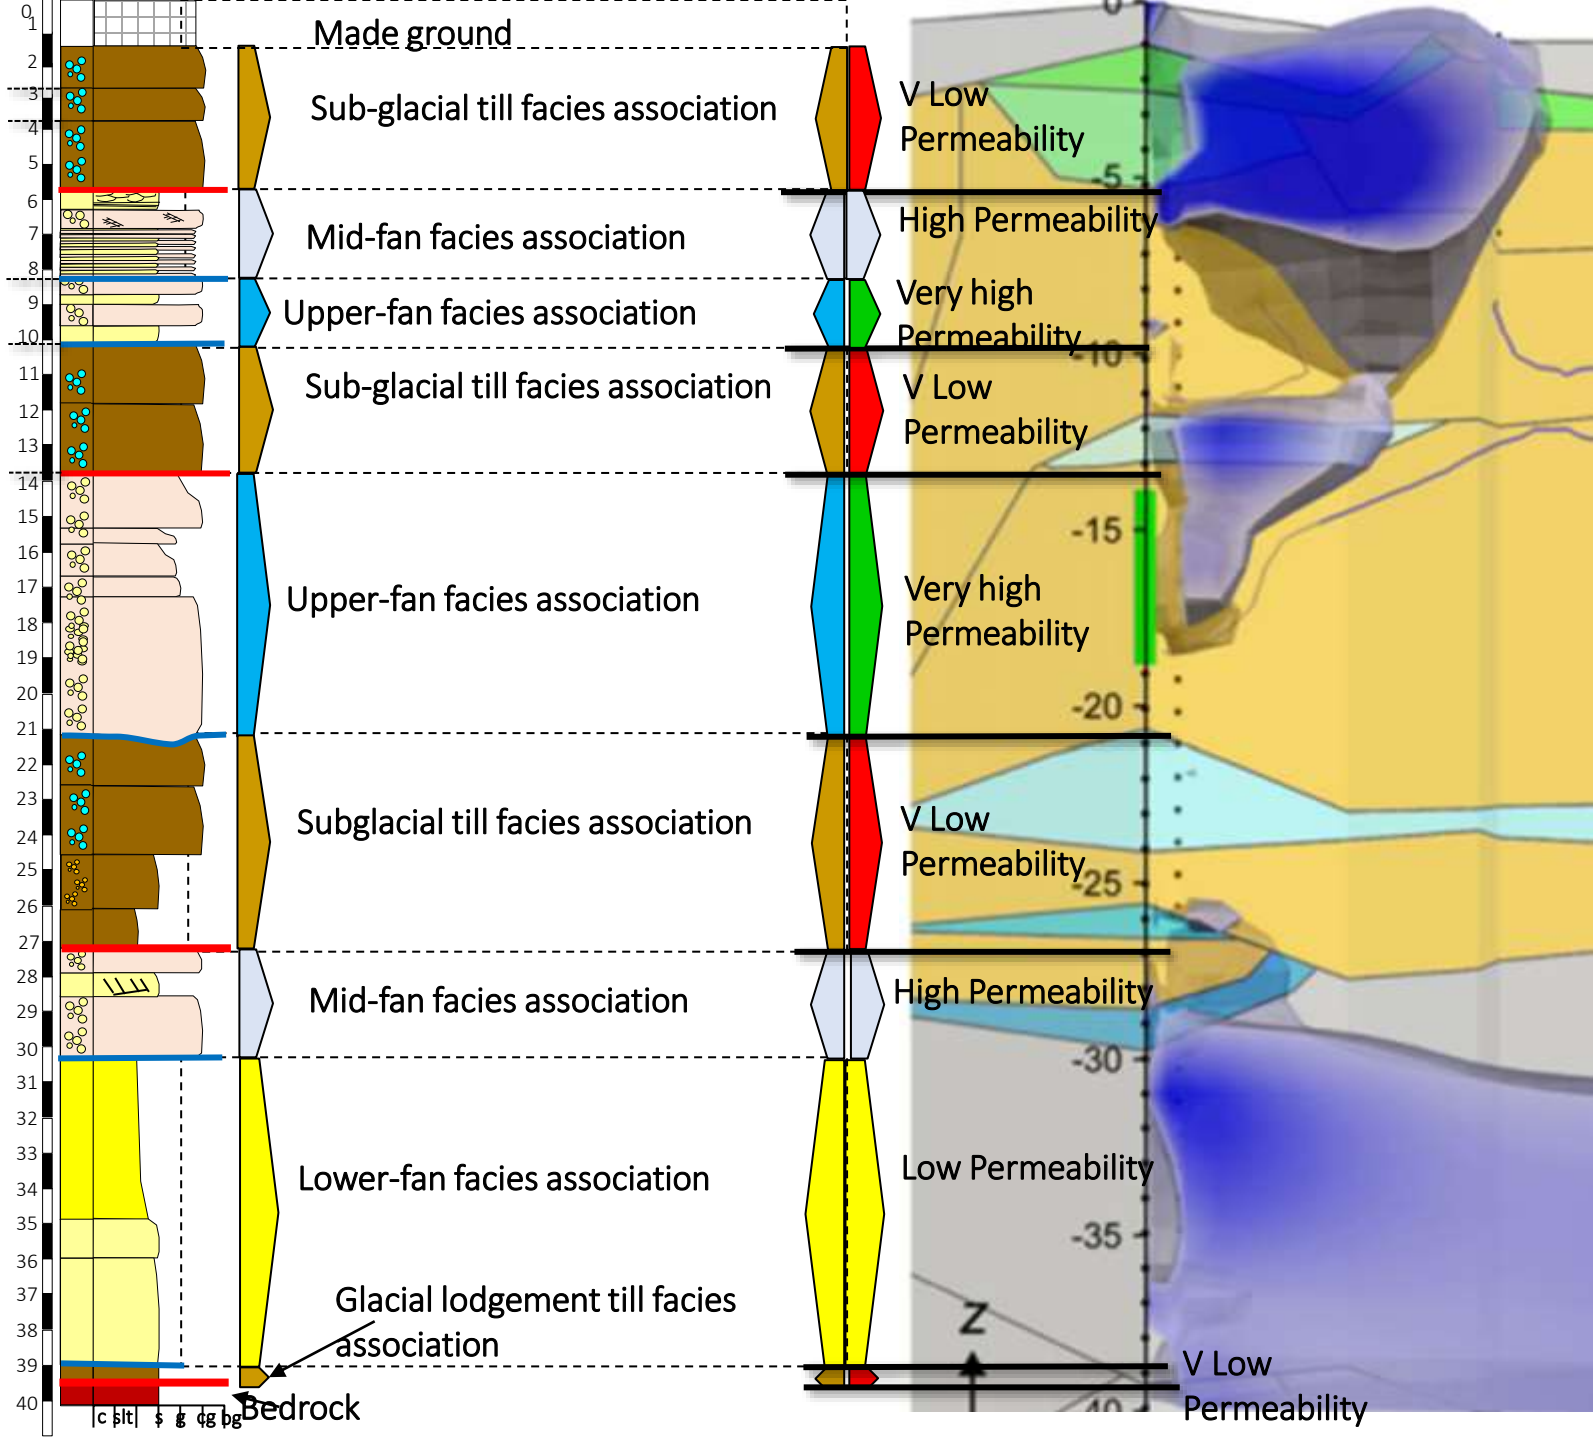 0
1
2
3
4
5
6
7
8
9
10
11
12
13
14
15
16
17
18
19
20
21
22
23
24
25
26
27
28
29
30
31
32
33
34
35
36
37
38
39
40
c slt s g cg bg
Made ground
Sub-glacial till facies association
Mid-fan facies association
Upper-fan facies association
Sub-glacial till facies association
Upper-fan facies association
Subglacial till facies association
Mid-fan facies association
Lower-fan facies association
Glacial lodgement till facies
association
Bedrock
V Low
Permeability
High Permeability
Very high
Permeability
V Low
Permeability
Very high
Permeability
V Low
Permeability
High Permeability
Low Permeability
V Low
Permeability
0
-5
-10
-15
-20
-25
-30
-35
40
Z